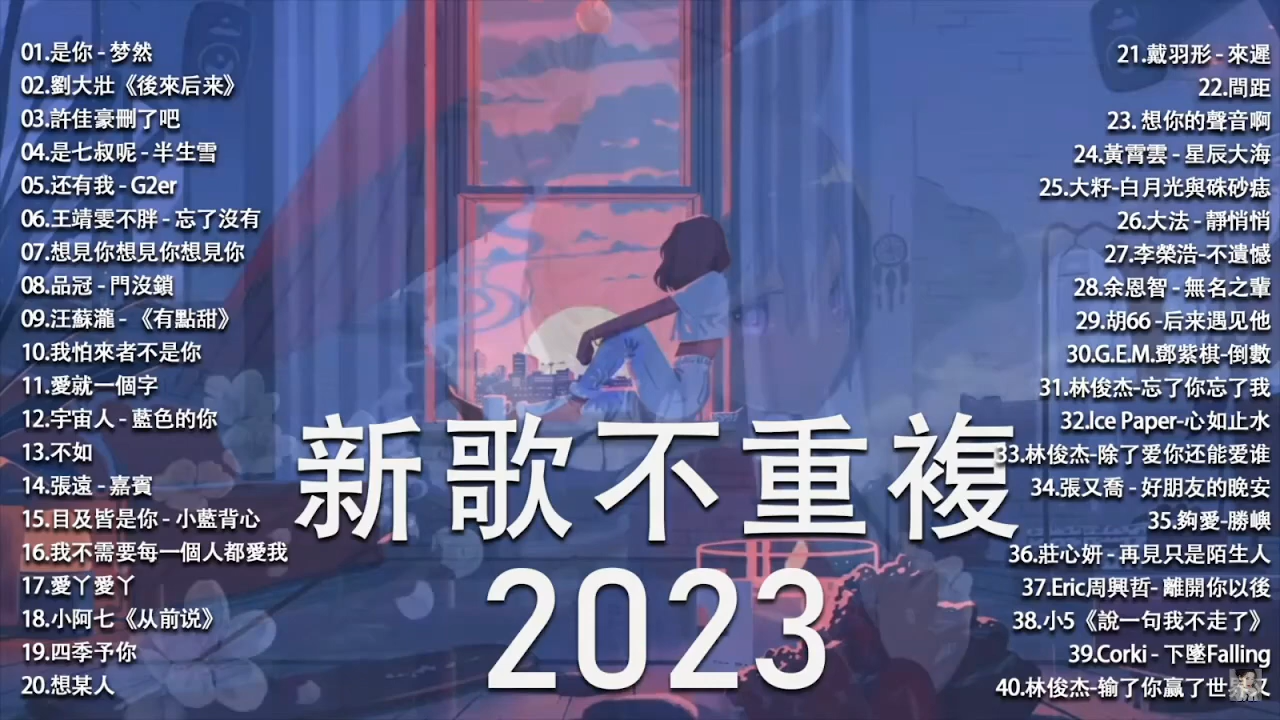 01.是你 - 梦然
02.劉大壯《後來后来》
03.許佳豪刪了吧
04.是七叔呢 - 半生雪
05.还有我 - G2er
06.王靖雯不胖 - 忘了沒有
07.想見你想見你想見你
08.品冠 - 門沒鎖
09.汪蘇瀧 - 《有點甜》
10.我怕來者不是你
11.愛就一個字
12.宇宙人 - 藍色的你
13.不如
14.張遠 - 嘉賓
15.目及皆是你 - 小藍背心
16.我不需要每一個人都愛我
17.愛丫愛丫
18.小阿七《从前说》
19.四季予你
20.想某人
新歌不重複
2023
21.戴羽彤 - 來遲
22.間距
23. 想你的聲音啊
24.黃霄雲 - 星辰大海
25.大籽-白月光與硃砂痣
26.大法 - 靜悄悄
27.李榮浩-不遺憾
28.余恩智 - 無名之輩
29.胡66 -后来遇见他
30.G.E.M.鄧紫棋-倒數
31.林俊杰-忘了你忘了我
32.Ice Paper-心如止水
33.林俊杰-除了爱你还能爱谁
34.張又喬 - 好朋友的晚安
35.夠愛-勝嶼
36.莊心妍 - 再見只是陌生人
37.Eric周興哲- 離開你以後
38.小5《說一句我不走了》
39.Corki - 下墜Falling
40.林俊杰-输了你赢了世界又